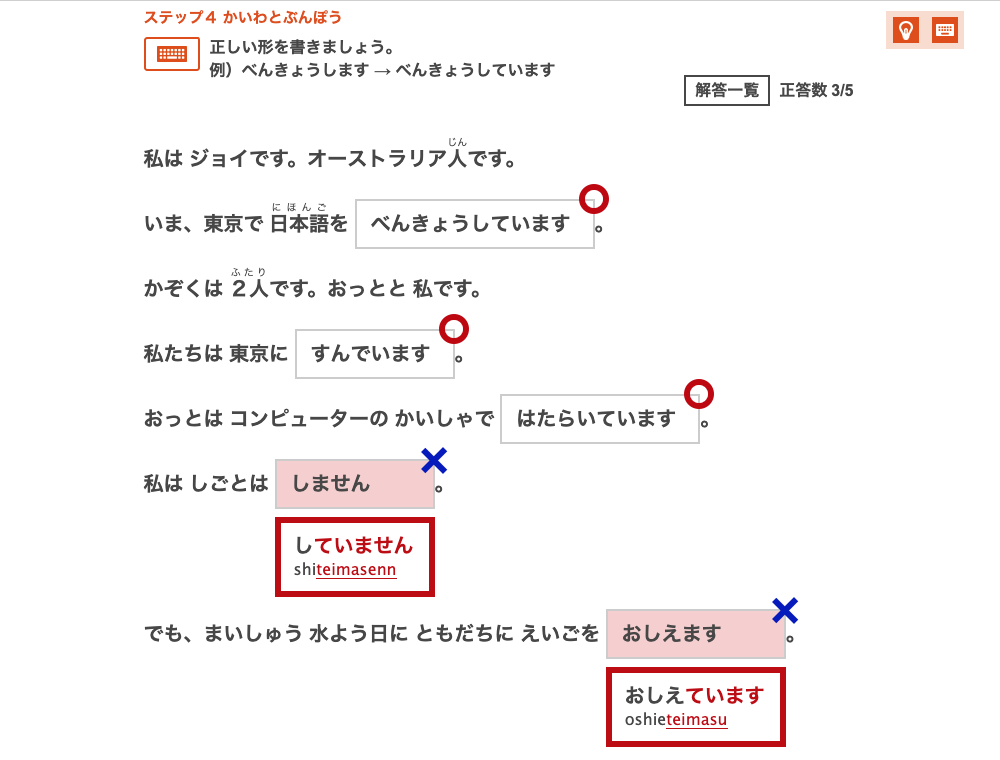 ステップ４ かいわとぶんぽう
正しい形を書きましょう。
例）べんきょうします → べんきょうしています
解答一覧 正答数 3/5
じん
私は ジョイです。オーストラリア人です。
にほんご
いま、東京で 日本語を べんきょうしています。
ふたり
かぞくは ２人です。おっとと 私です。
私たちは 東京に すんでいます。
おっとは コンピューターの かいしゃで はたらいています。
私は しごとは しません。
していません
shiteimasenn
でも、まいしゅう 水よう日に ともだちに えいごを おしえます。
おしえています
oshieteimasu